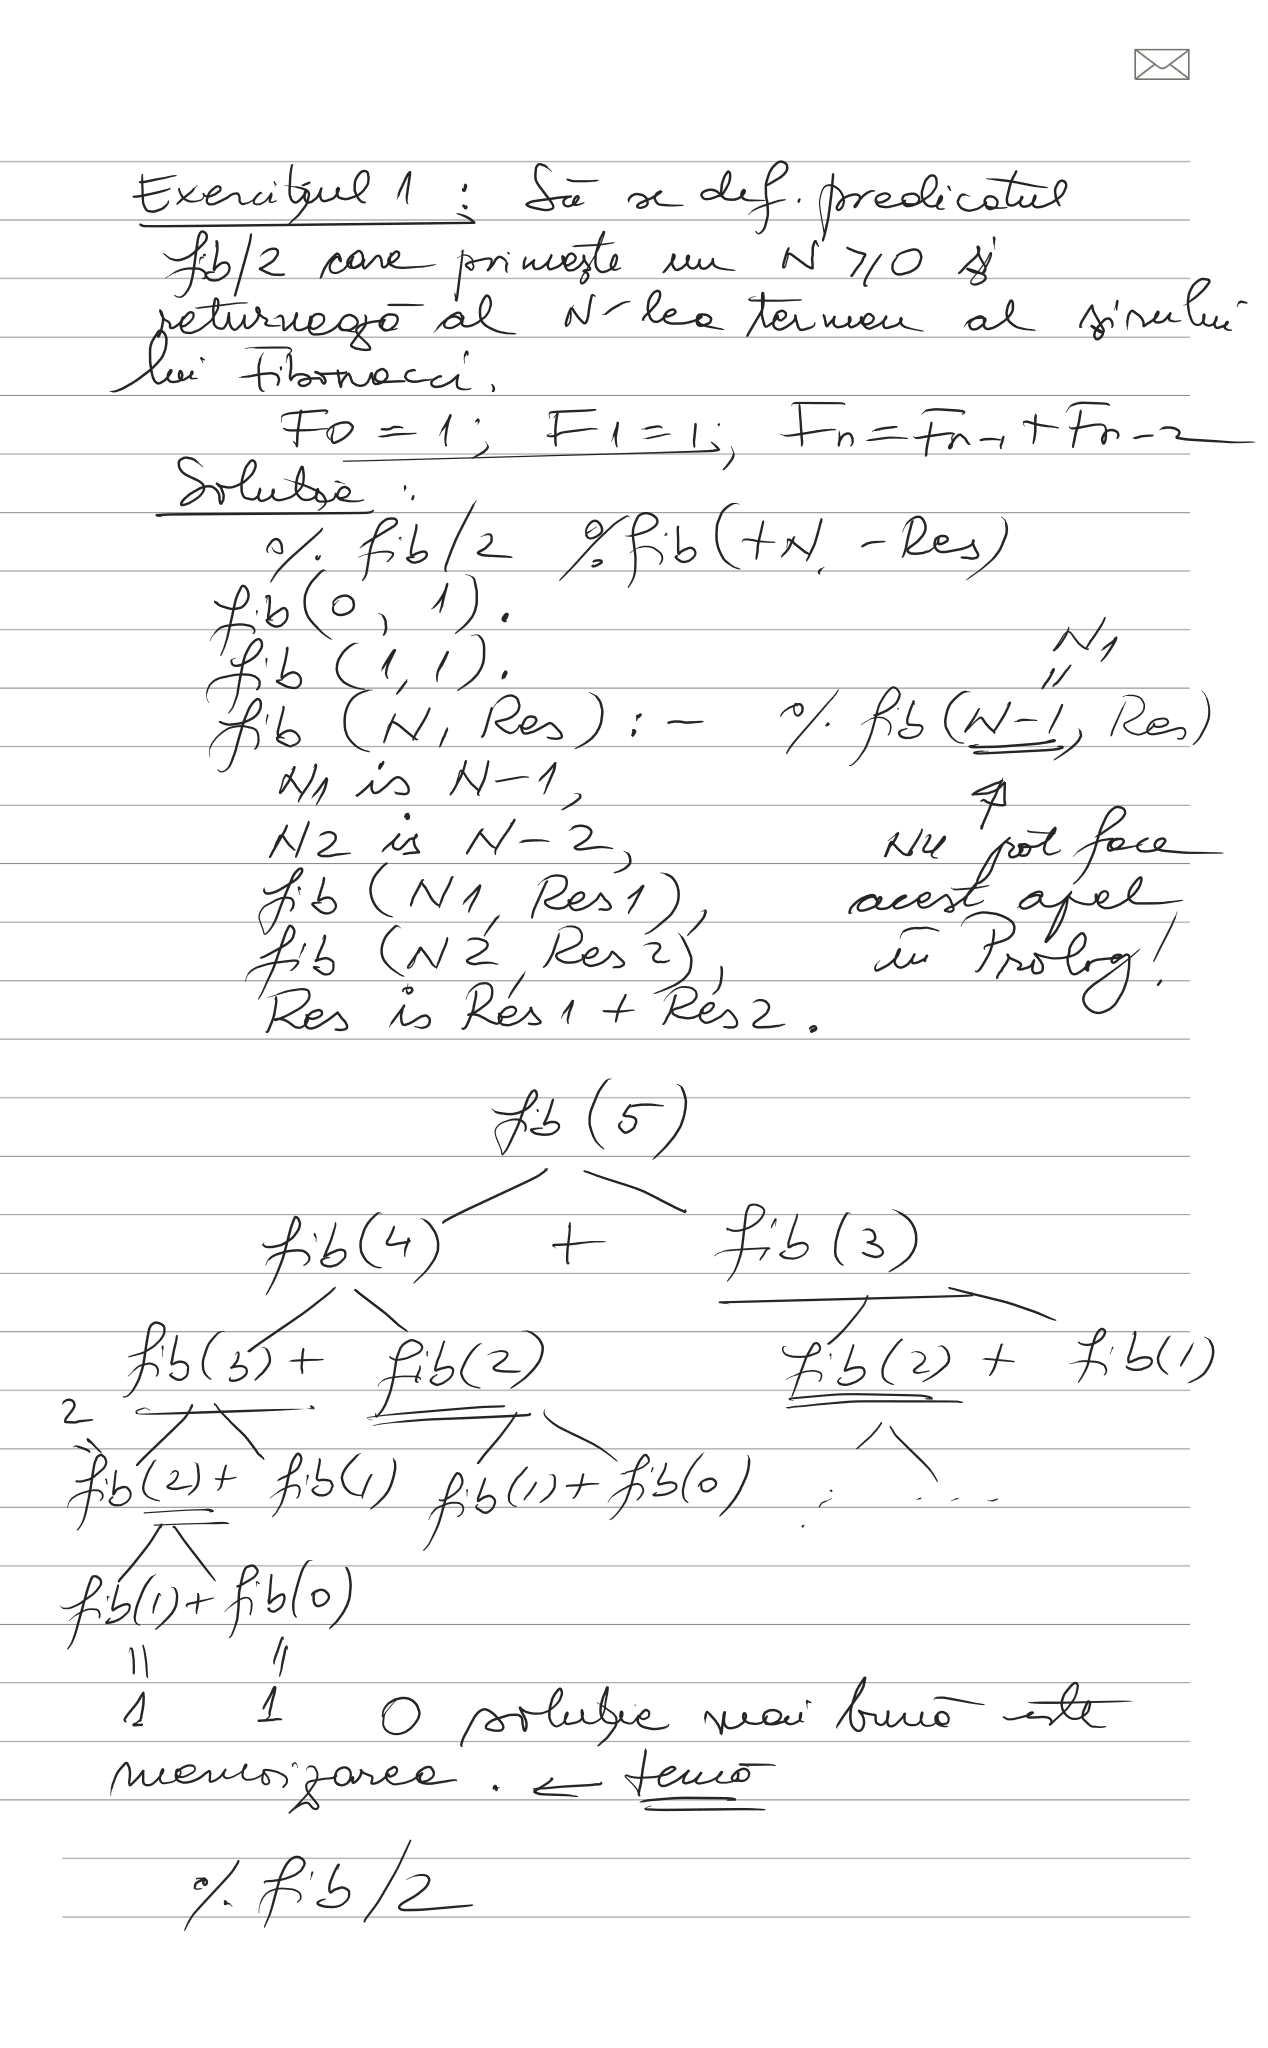 Exercițiul 1 : Să se def. predicatul
fib/2 care primește un N ≥ 0 și
returnează al N-lea termen al șirului
lui Fibonacci.
F0 = 1; F1 = 1; Fn = Fn-1 + Fn-2
Soluție :
% fib/2 % fib(+N, -Res)
fib(0, 1).
fib(1, 1).
N1
=
fib(N, Res) :- % fib(N-1, Res)
N1 is N-1,
N2 is N-2, Nu pot face
fib(N1, Res1), acest apel
fib(N2, Res2), în Prolog!
Res is Res1 + Res2.
fib(5)
fib(4) + fib(3)
fib(3) + fib(2) fib(2) + fib(1)
2
fib(2) + fib(1) fib(1) + fib(0) : ....
fib(1) + fib(0)
= =
1 1 O soluție mai bună este
memoizarea. ← temă
% fib/2